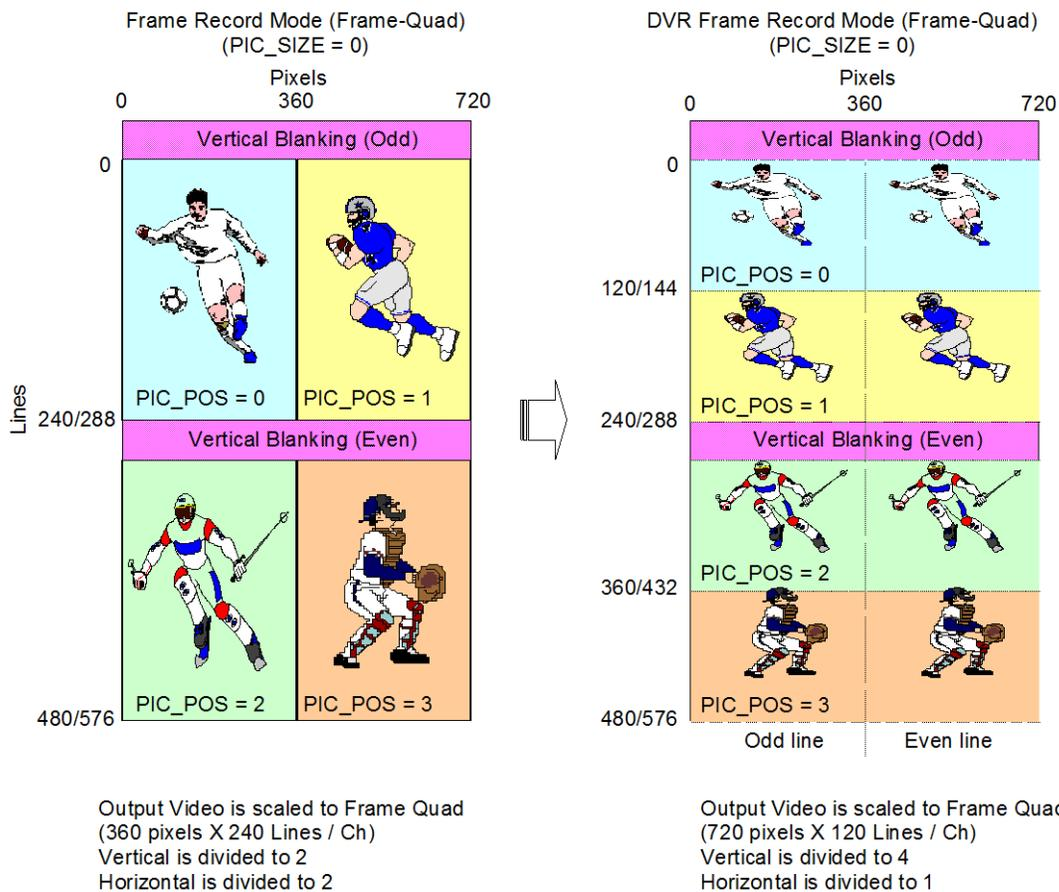 Frame Record Mode (Frame-Quad)
(PIC_SIZE = 0)
Pixels
0 360 720
Vertical Blanking (Odd)
0
PIC_POS = 0 PIC_POS = 1
Lines
240/288
Vertical Blanking (Even)
PIC_POS = 2 PIC_POS = 3
480/576
Output Video is scaled to Frame Quad
(360 pixels X 240 Lines / Ch)
Vertical is divided to 2
Horizontal is divided to 2
DVR Frame Record Mode (Frame-Quad)
(PIC_SIZE = 0)
Pixels
0 360 720
Vertical Blanking (Odd)
0
PIC_POS = 0
120/144
PIC_POS = 1
240/288
Vertical Blanking (Even)
PIC_POS = 2
360/432
PIC_POS = 3
480/576
Odd line Even line
Output Video is scaled to Frame Quad
(720 pixels X 120 Lines / Ch)
Vertical is divided to 4
Horizontal is divided to 1